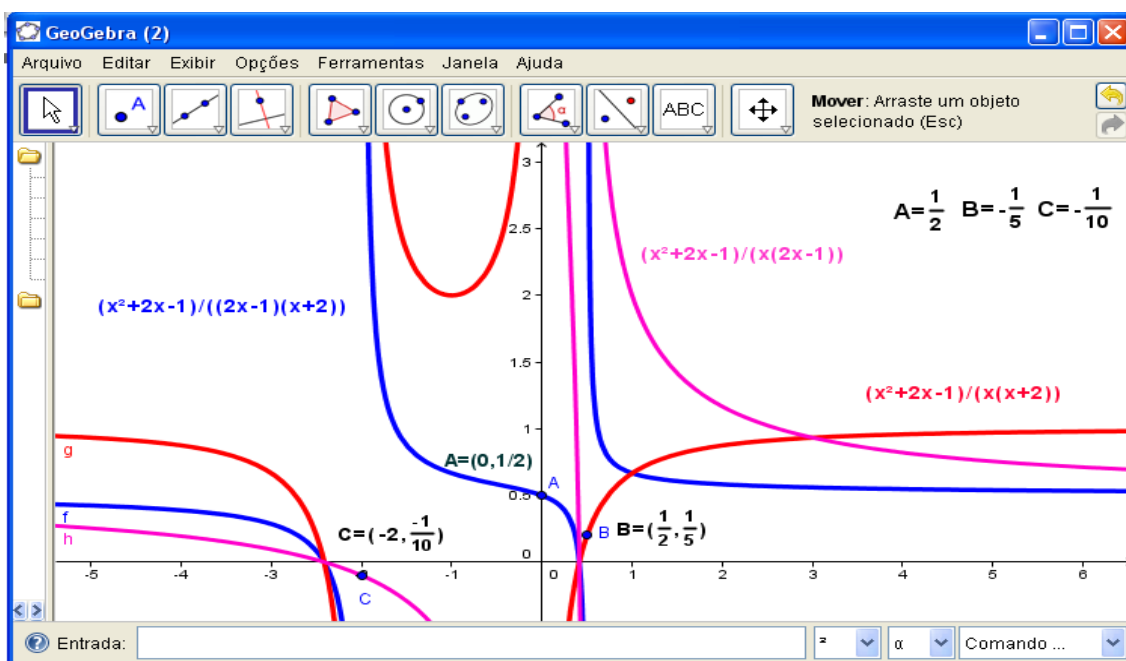 GeoGebra (2)
Arquivo Editar Exibir Opções Ferramentas Janela Ajuda
A
α
ABC
Mover: Arraste um objeto
selecionado (Esc)
3
A=1/2 B=-1/5 C=-1/10
2.5
(x²+2x-1)/(x(2x-1))
2
(x²+2x-1)/((2x-1)(x+2))
1.5
(x²+2x-1)/(x(x+2))
1
g
A=(0,1/2)
A
0.5
f
h
C=(-2,-1/10)
B
B=(1/2,1/5)
0
-5 -3 -1 0 1 2 3 4 5 6
C
Entrada:
²
α
Comando ...